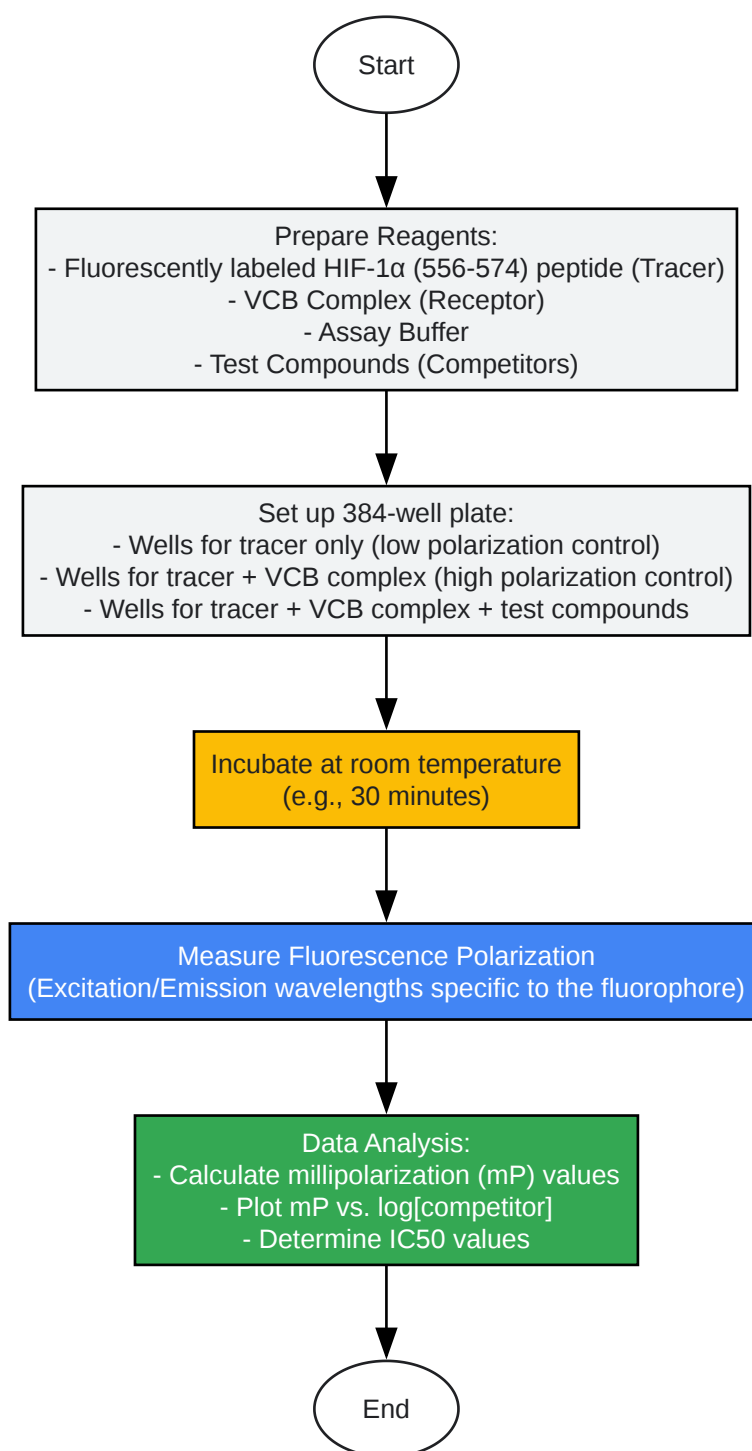 Start
Prepare Reagents:
- Fluorescently labeled HIF-1α (556-574) peptide (Tracer)
- VCB Complex (Receptor)
- Assay Buffer
- Test Compounds (Competitors)
Set up 384-well plate:
- Wells for tracer only (low polarization control)
- Wells for tracer + VCB complex (high polarization control)
- Wells for tracer + VCB complex + test compounds
Incubate at room temperature
(e.g., 30 minutes)
Measure Fluorescence Polarization
(Excitation/Emission wavelengths specific to the fluorophore)
Data Analysis:
- Calculate millipolarization (mP) values
- Plot mP vs. log[competitor]
- Determine IC50 values
End